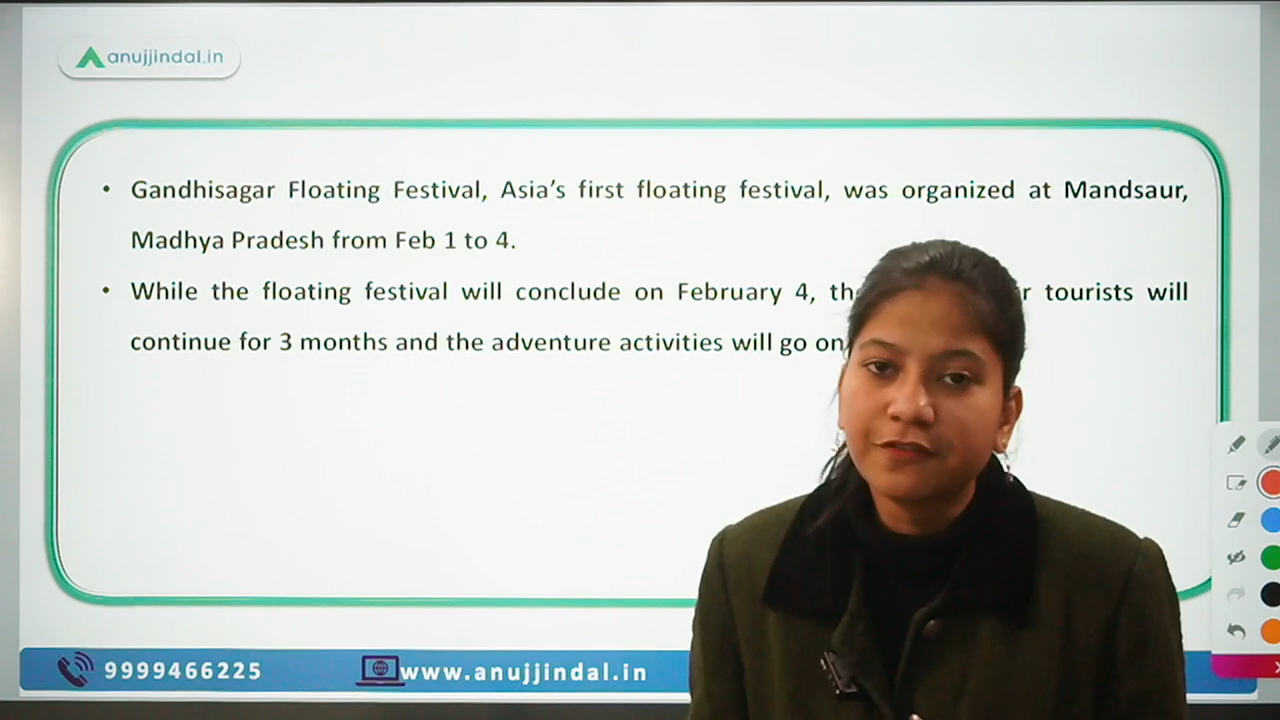 anujjindal.in
• Gandhisagar Floating Festival, Asia’s first floating festival, was organized at Mandsaur,
Madhya Pradesh from Feb 1 to 4.
• While the floating festival will conclude on February 4, tourists will
continue for 3 months and the adventure activities will go on
9999466225
www.anujjindal.in